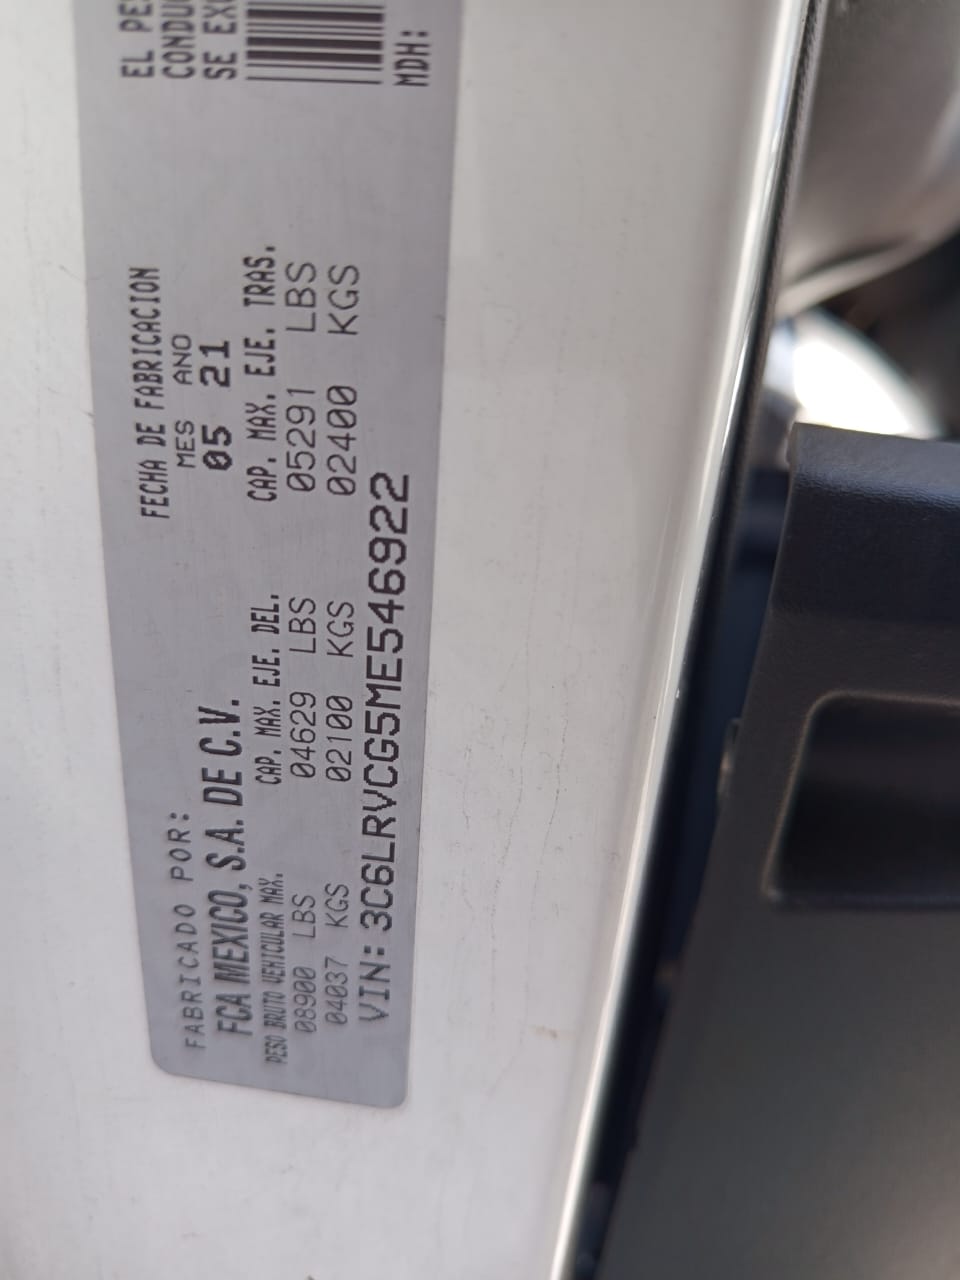 FABRICADO POR:
FCA MEXICO, S.A. DE C.V.
PESO BRUTO VEHICULAR MAX.
08900 LBS
04037 KGS
CAP. MAX. EJE. DEL.
04629 LBS
02100 KGS
FECHA DE FABRICACION
MES ANO
05 21
CAP. MAX. EJE. TRAS.
05291 LBS
02400 KGS
VIN: 3C6LRVCG5ME546922
EL
SE
MDH: